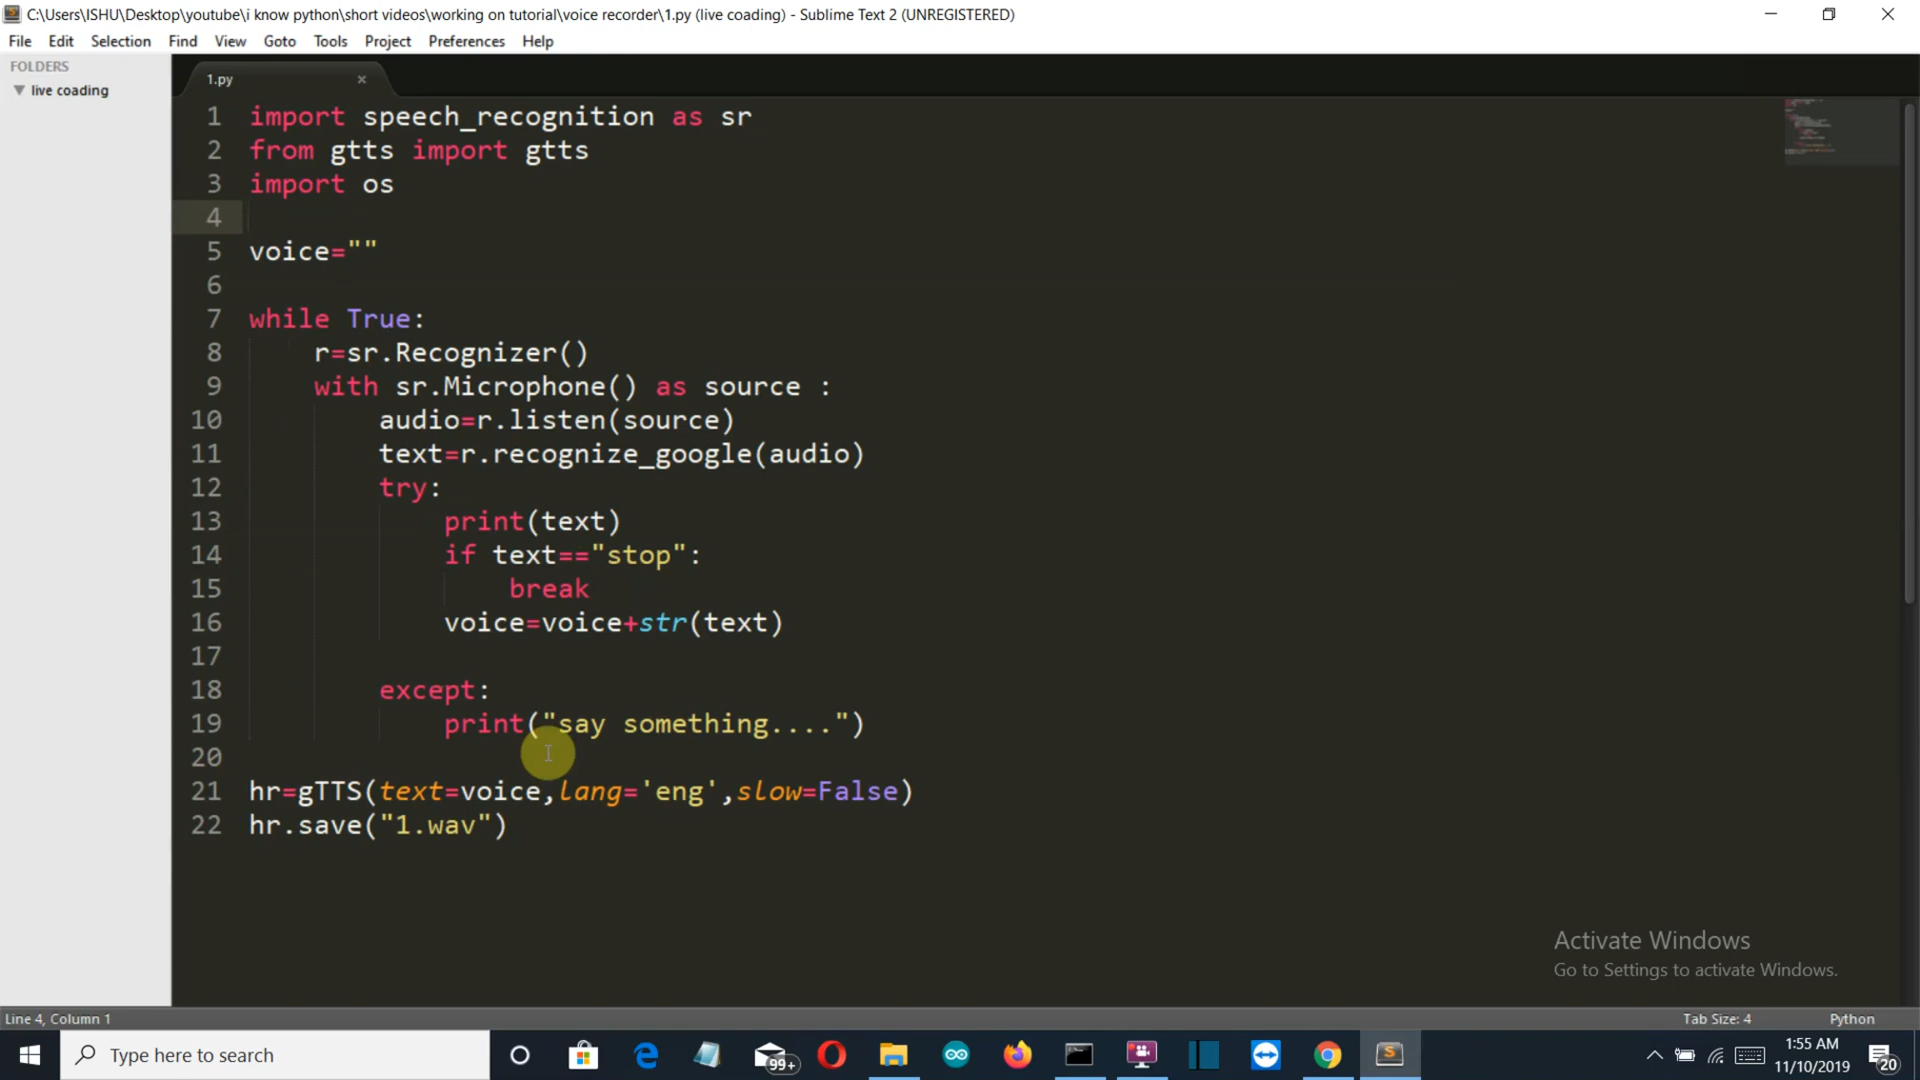 C:\Users\ISHU\Desktop\youtube\i know python\short videos\working on tutorial\voice recorder\1.py (live coading) - Sublime Text 2 (UNREGISTERED)
File Edit Selection Find View Goto Tools Project Preferences Help
FOLDERS
live coading
1.py
1 import speech_recognition as sr
2 from gtts import gtts
3 import os
4
5 voice=""
6
7 while True:
8 r=sr.Recognizer()
9 with sr.Microphone() as source :
10 audio=r.listen(source)
11 text=r.recognize_google(audio)
12 try:
13 print(text)
14 if text=="stop":
15 break
16 voice=voice+str(text)
17
18 except:
19 print("say something....")
20
21 hr=gTTS(text=voice,lang='eng',slow=False)
22 hr.save("1.wav")
Activate Windows
Go to Settings to activate Windows.
Line 4, Column 1
Tab Size: 4
Python
Type here to search
99+
1:55 AM
11/10/2019
20